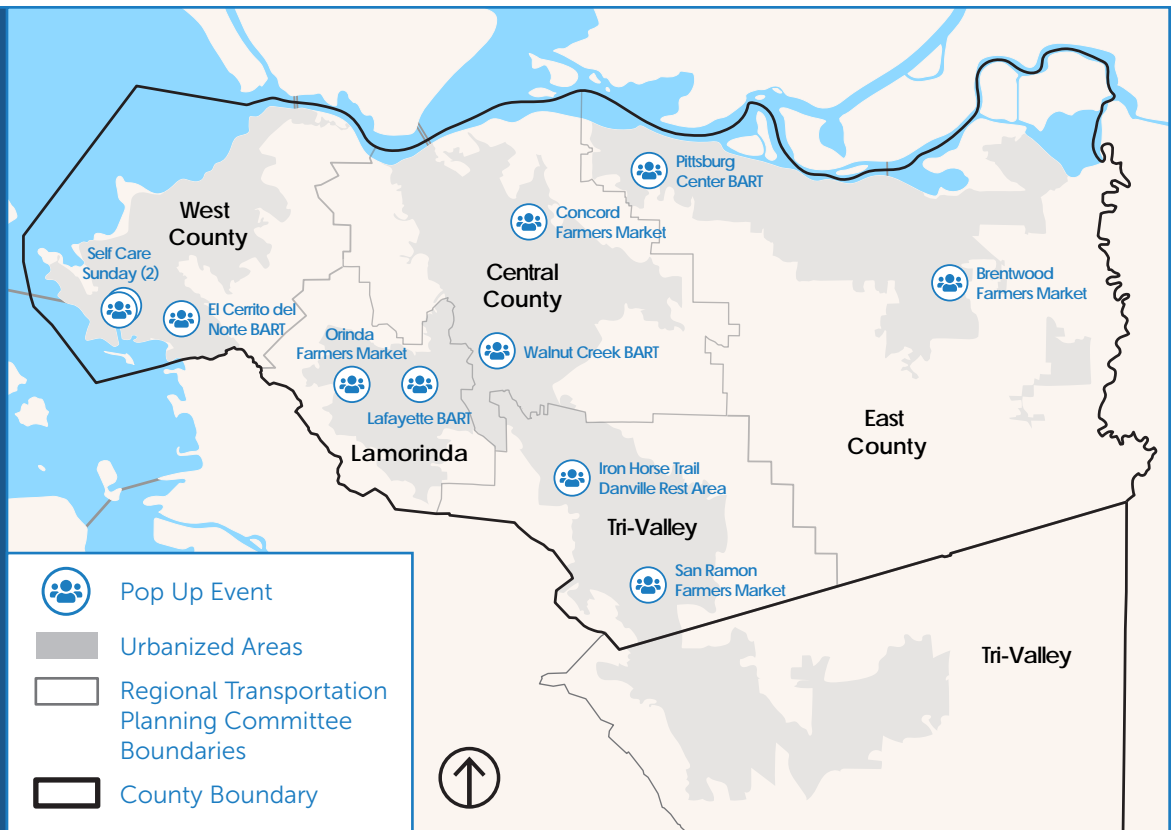 Pittsburg
Center BART
West
County
Concord
Farmers Market
Self Care
Sunday (2)
Central
County
Brentwood
Farmers Market
El Cerrito del
Norte BART
Orinda
Farmers Market
Walnut Creek BART
Lafayette BART
East
County
Lamorinda
Iron Horse Trail
Danville Rest Area
Tri-Valley
San Ramon
Farmers Market
Tri-Valley
Pop Up Event
Urbanized Areas
Regional Transportation
Planning Committee
Boundaries
County Boundary